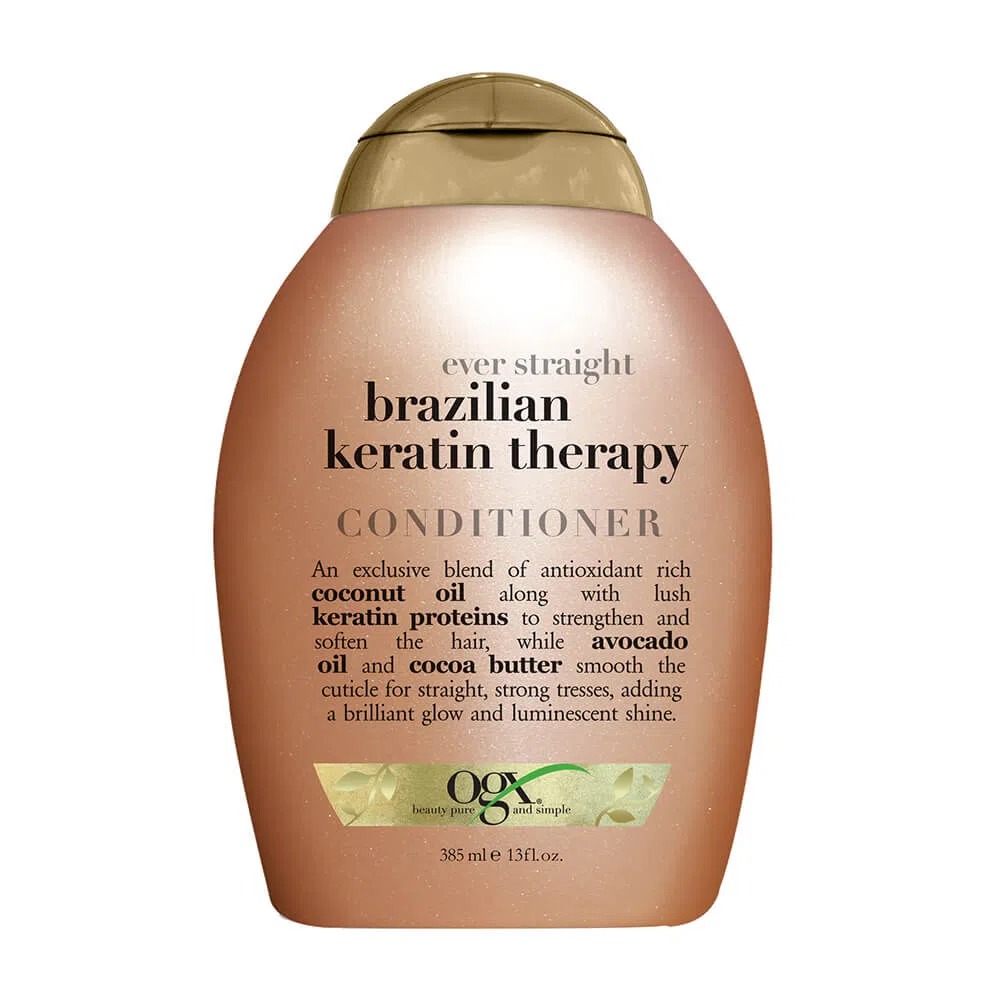 ever straight
brazilian
keratin therapy
CONDITIONER
An exclusive blend of antioxidant rich
coconut oil along with lush
keratin proteins to strengthen and
soften the hair, while avocado
oil and cocoa butter smooth the
cuticle for straight, strong tresses, adding
a brilliant glow and luminescent shine.
ogx®
beauty pure and simple
385 ml e 13fl.oz.